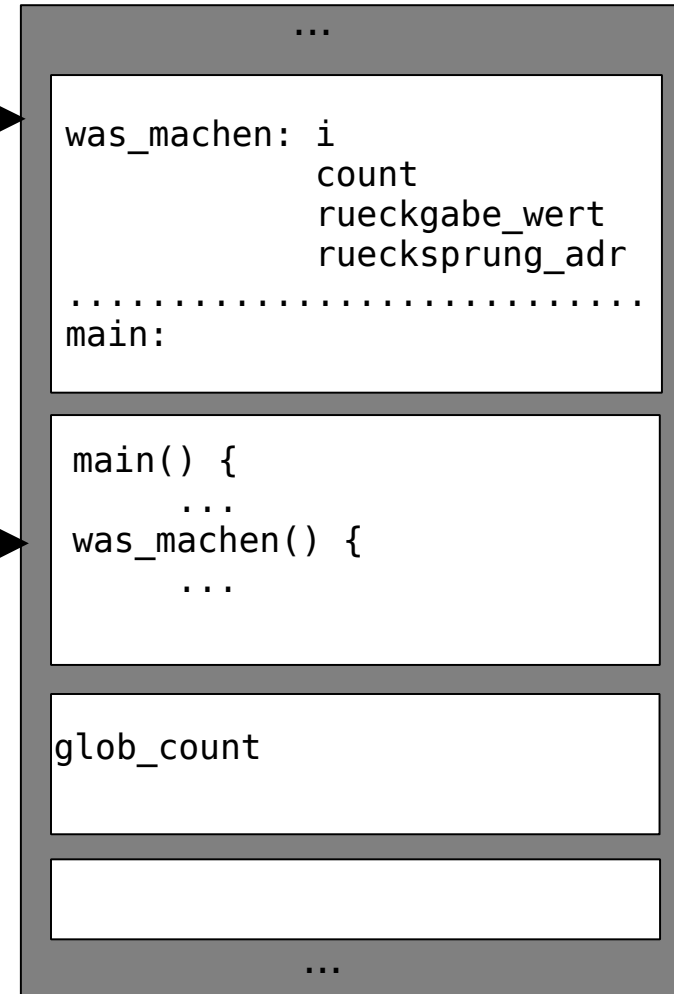 ...
was_machen: i
count
rueckgabe_wert
ruecksprung_adr
............................
main:
main() {
...
was_machen() {
...
glob_count
...